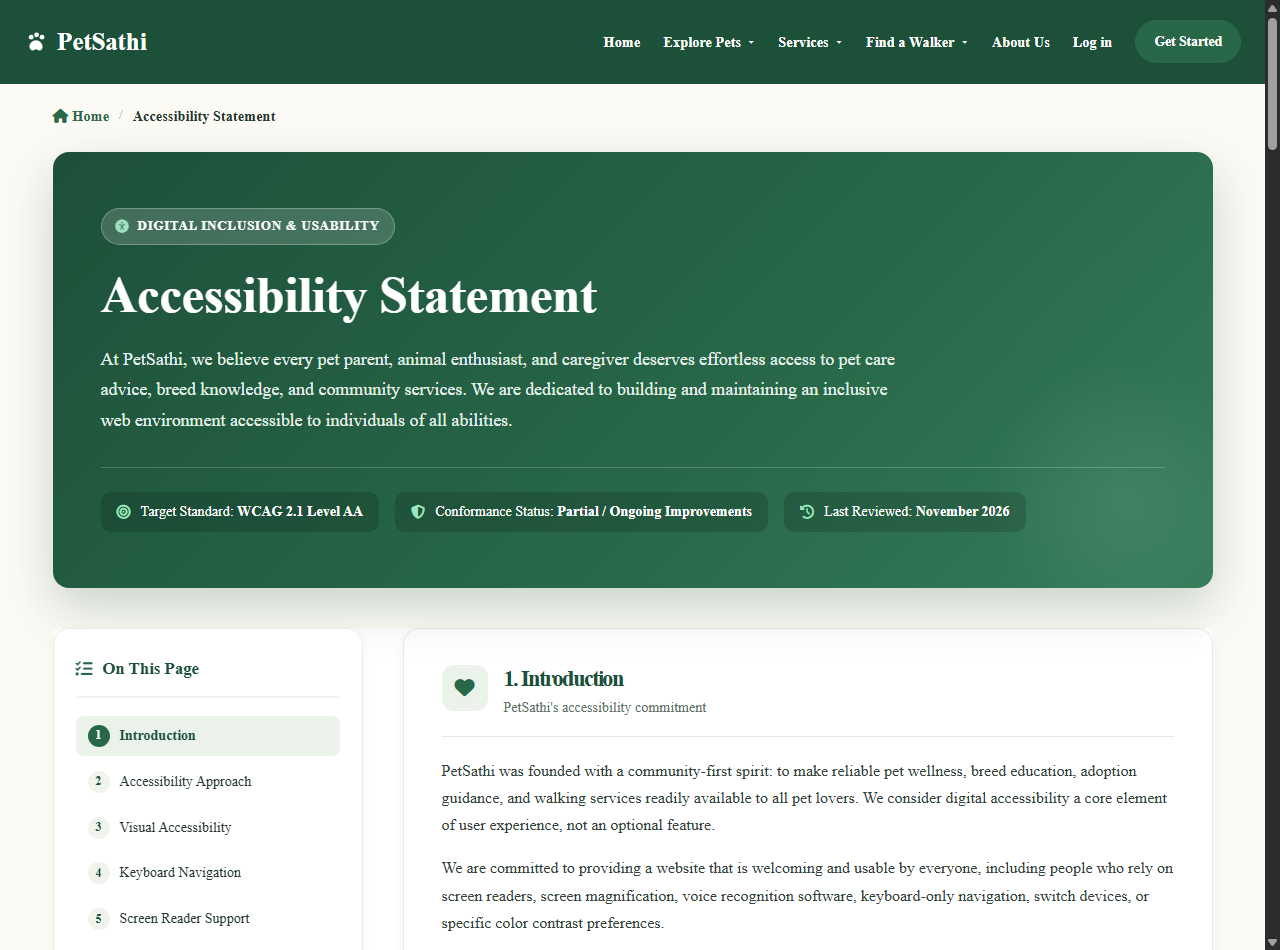 PetSathi
Home
Explore Pets
Services
Find a Walker
About Us
Log in
Get Started
Home / Accessibility Statement
DIGITAL INCLUSION & USABILITY
Accessibility Statement
At PetSathi, we believe every pet parent, animal enthusiast, and caregiver deserves effortless access to pet care
advice, breed knowledge, and community services. We are dedicated to building and maintaining an inclusive
web environment accessible to individuals of all abilities.
Target Standard: WCAG 2.1 Level AA
Conformance Status: Partial / Ongoing Improvements
Last Reviewed: November 2026
On This Page
1 Introduction
2 Accessibility Approach
3 Visual Accessibility
4 Keyboard Navigation
5 Screen Reader Support
1. Introduction
PetSathi's accessibility commitment
PetSathi was founded with a community-first spirit: to make reliable pet wellness, breed education, adoption
guidance, and walking services readily available to all pet lovers. We consider digital accessibility a core element
of user experience, not an optional feature.
We are committed to providing a website that is welcoming and usable by everyone, including people who rely on
screen readers, screen magnification, voice recognition software, keyboard-only navigation, switch devices, or
specific color contrast preferences.